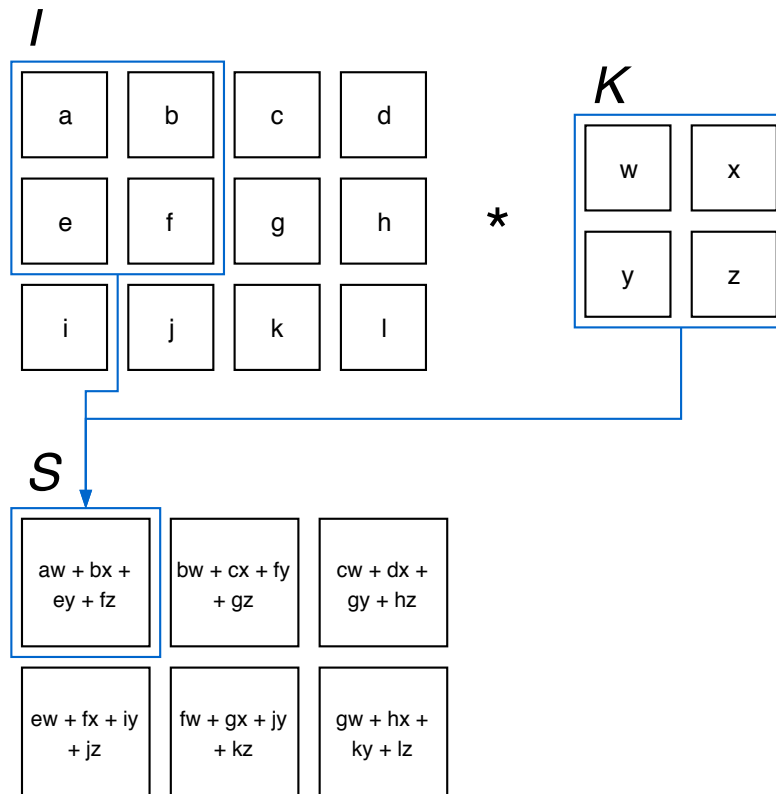 I
K
a b c d
w x
e f g h
*
y z
i j k l
S
aw + bx +
ey + fz
bw + cx + fy
+ gz
cw + dx +
gy + hz
ew + fx + iy
+ jz
fw + gx + jy
+ kz
gw + hx +
ky + lz